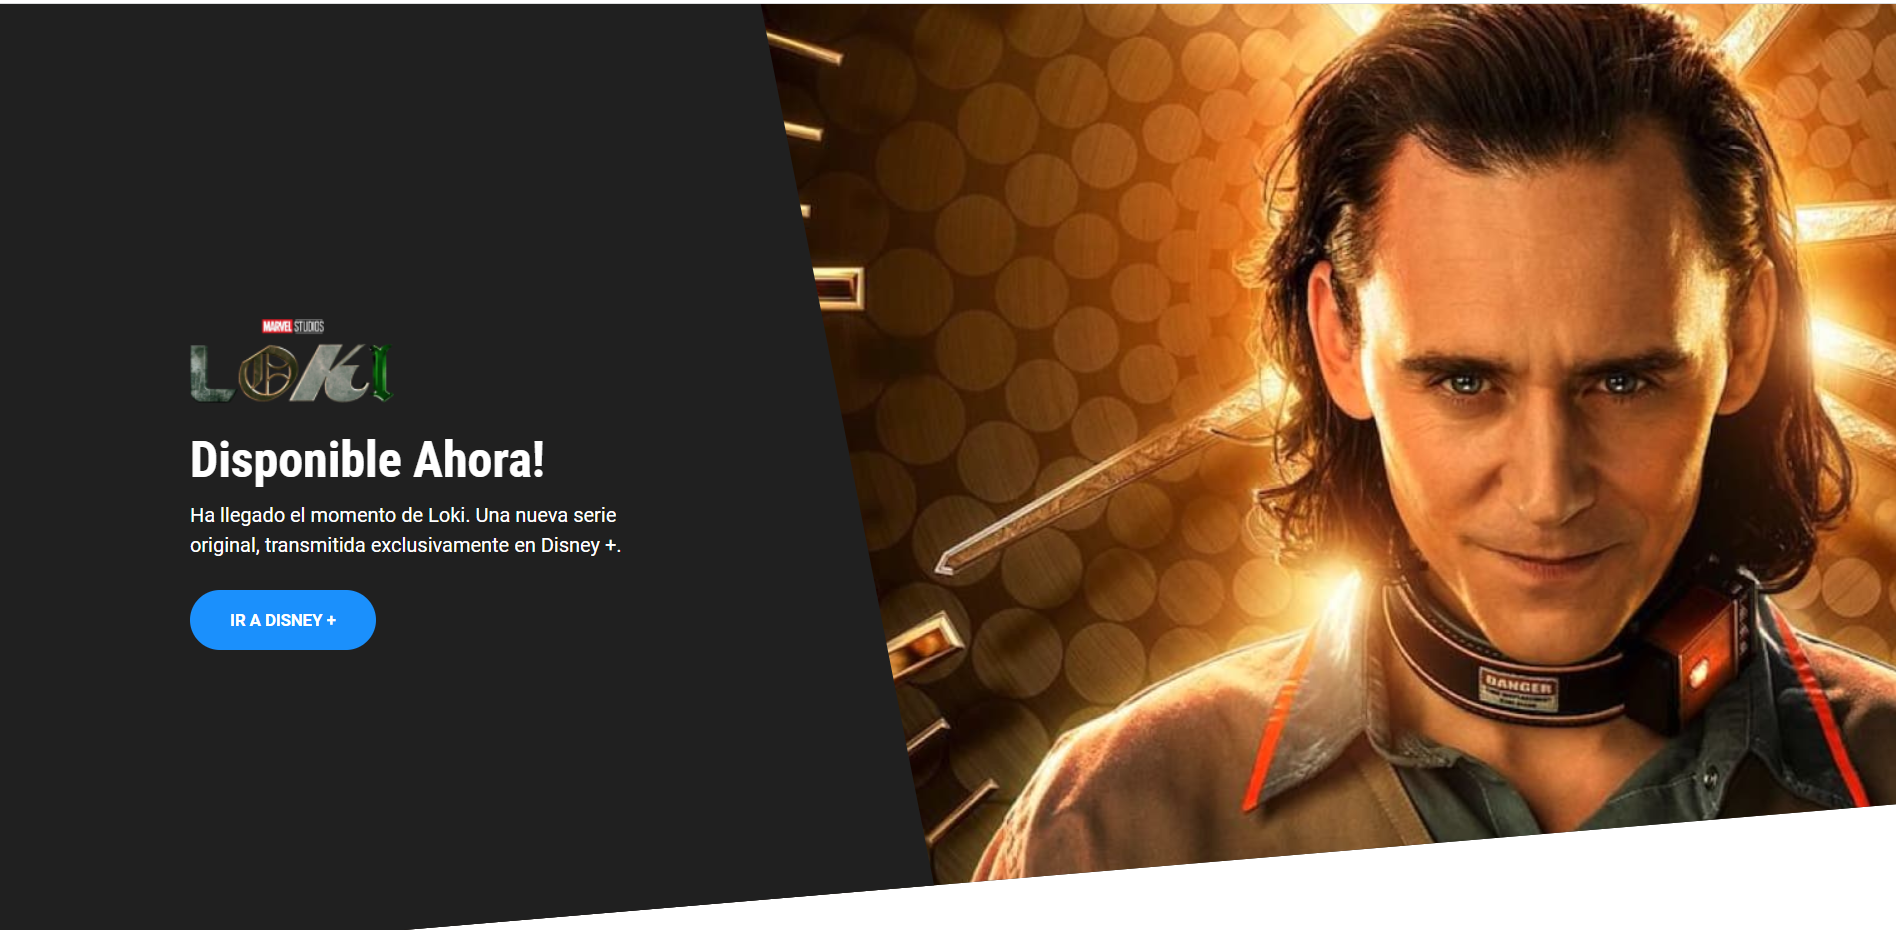 MARVEL STUDIOS
LOKI
Disponible Ahora!
Ha llegado el momento de Loki. Una nueva serie
original, transmitida exclusivamente en Disney +.
IR A DISNEY +
DANGER